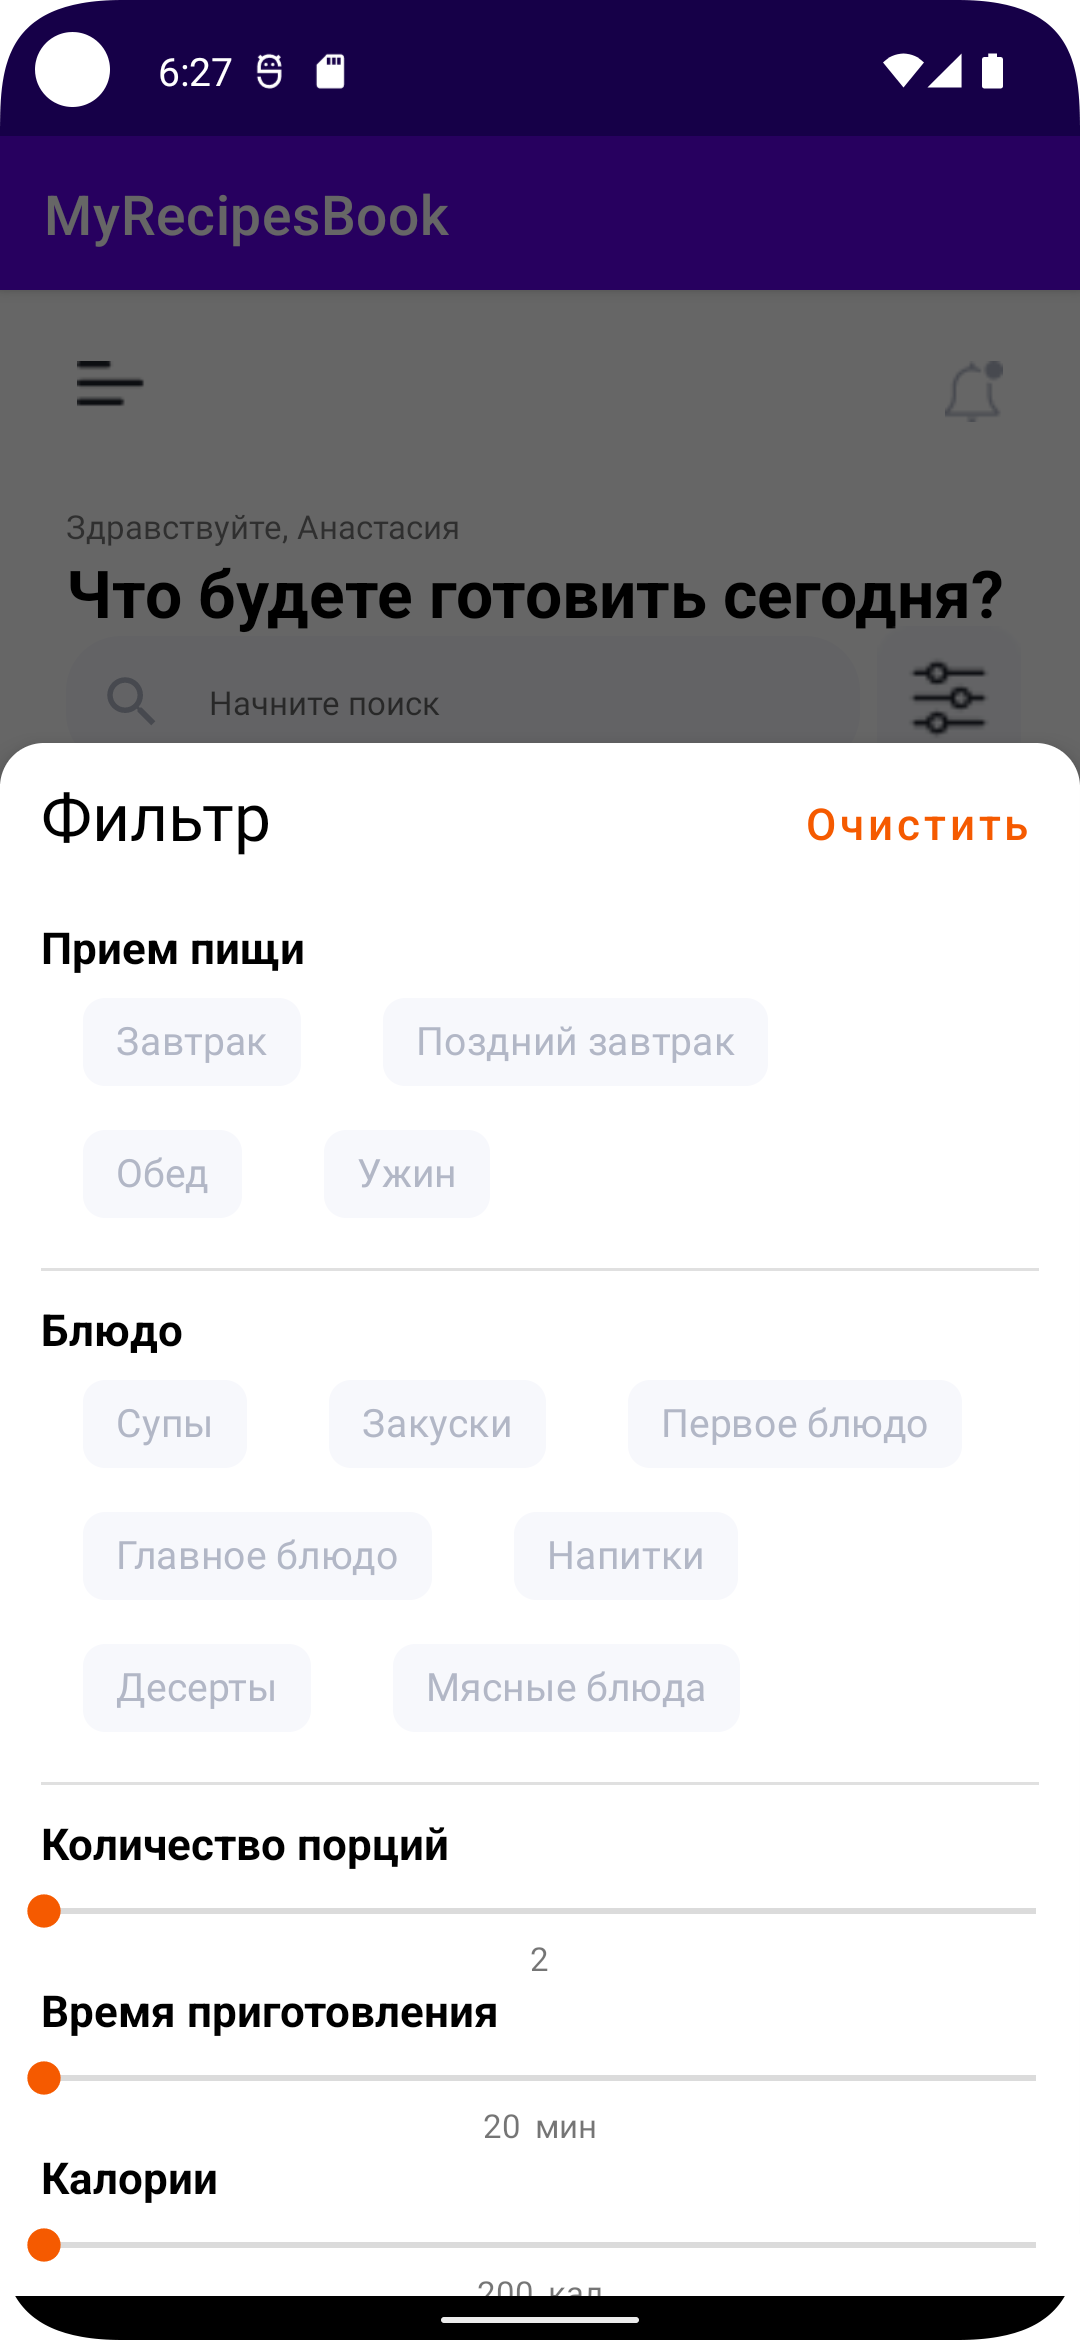 6:27
MyRecipesBook
Здравствуйте, Анастасия
Что будете готовить сегодня?
Начните поиск
Фильтр
Очистить
Прием пищи
Завтрак Поздний завтрак
Обед Ужин
Блюдо
Супы Закуски Первое блюдо
Главное блюдо Напитки
Десерты Мясные блюда
Количество порций
2
Время приготовления
20 мин
Калории
200 кал